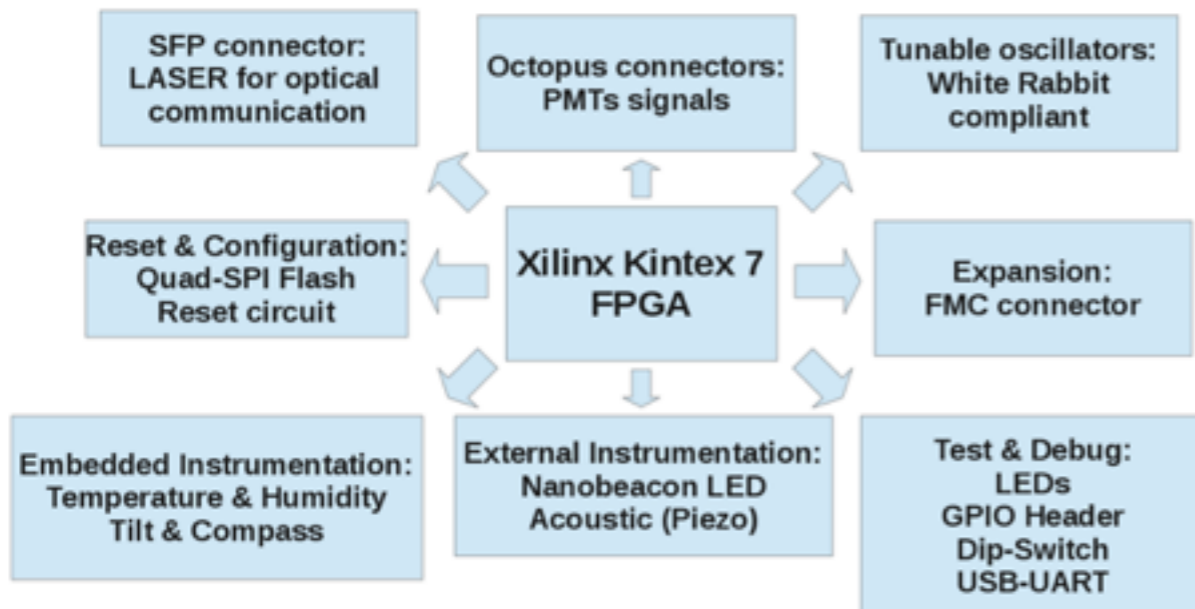 SFP connector:
LASER for optical
communication
Octopus connectors:
PMTs signals
Tunable oscillators:
White Rabbit
compliant
Reset & Configuration:
Quad-SPI Flash
Reset circuit
Xilinx Kintex 7
FPGA
Expansion:
FMC connector
Embedded Instrumentation:
Temperature & Humidity
Tilt & Compass
External Instrumentation:
Nanobeacon LED
Acoustic (Piezo)
Test & Debug:
LEDs
GPIO Header
Dip-Switch
USB-UART